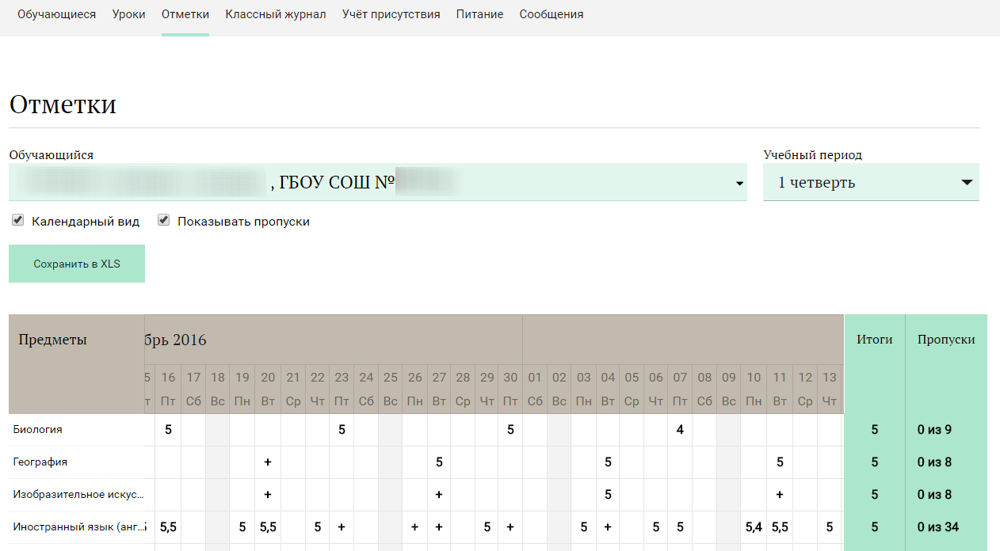 Обучающиеся Уроки Отметки Классный журнал Учёт присутствия Питание Сообщения
Отметки
Обучающийся Учебный период
, ГБОУ СОШ № 1 четверть
Календарный вид Показывать пропуски
Сохранить в XLS
Предметы брь 2016 Итоги Пропуски
5 16 17 18 19 20 21 22 23 24 25 26 27 28 29 30 01 02 03 04 05 06 07 08 09 10 11 12 13
т Пт Сб Вс Пн Вт Ср Чт Пт Сб Вс Пн Вт Ср Чт Пт Сб Вс Пн Вт Ср Чт Пт Сб Вс Пн Вт Ср Чт
Биология 5 5 5 4 5 0 из 9
География + 5 5 5 5 0 из 8
Изобразительное искус... + + 5 + 5 0 из 8
Иностранный язык (анг... 5,5 5 5,5 5 + + + 5 + 5 + 5 5 5,4 5,5 5 5 0 из 34